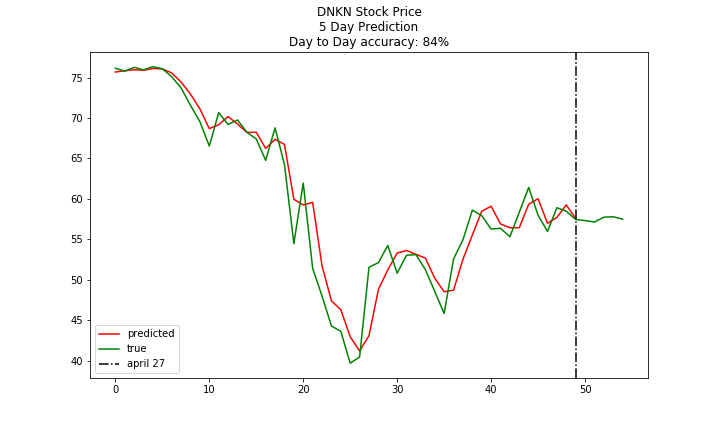 DNKN Stock Price
5 Day Prediction
Day to Day accuracy: 84%
75
70
65
60
55
50
45
40
predicted
true
april 27
0 10 20 30 40 50